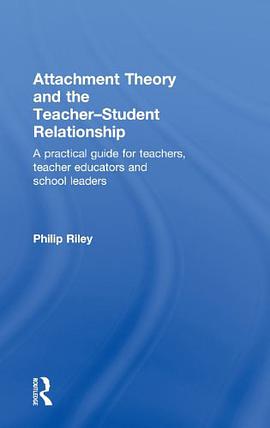 Attachment Theory
and the
Teacher–Student
Relationship
A practical guide for teachers,
teacher educators and
school leaders
Philip Riley
ROUTLEDGE